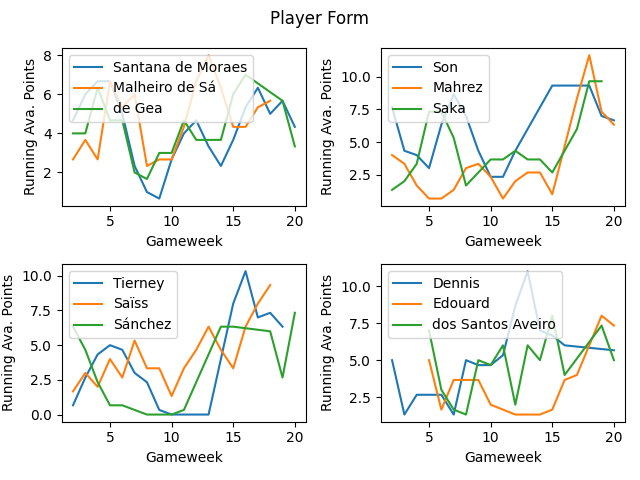 Player Form
Running Ava. Points
8
6
4
2
Santana de Moraes
Malheiro de Sá
de Gea
5
10
15
20
Gameweek
Running Ava. Points
10.0
7.5
5.0
2.5
Son
Mahrez
Saka
5
10
15
20
Gameweek
Running Ava. Points
10.0
7.5
5.0
2.5
0.0
Tierney
Saïss
Sánchez
5
10
15
20
Gameweek
Running Ava. Points
10.0
7.5
5.0
2.5
Dennis
Edouard
dos Santos Aveiro
5
10
15
20
Gameweek